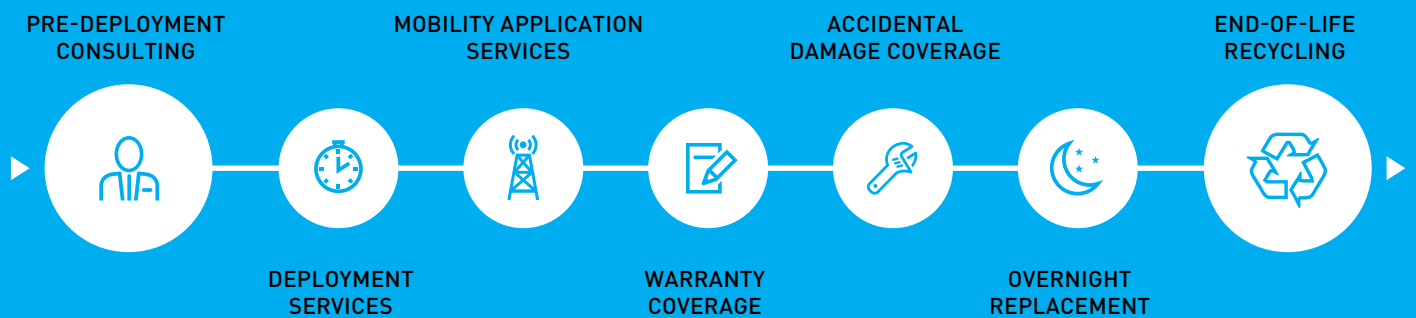 PRE-DEPLOYMENT
CONSULTING
DEPLOYMENT
SERVICES
MOBILITY APPLICATION
SERVICES
WARRANTY
COVERAGE
ACCIDENTAL
DAMAGE COVERAGE
OVERNIGHT
REPLACEMENT
END-OF-LIFE
RECYCLING